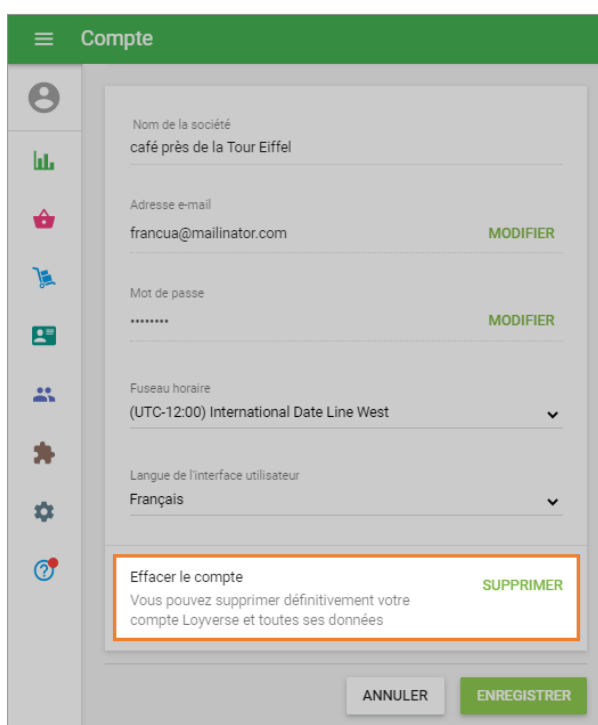 Compte
Nom de la société
café près de la Tour Eiffel
Adresse e-mail
francua@mailinator.com MODIFIER
Mot de passe
•••••••• MODIFIER
Fuseau horaire
(UTC-12:00) International Date Line West
Langue de l'interface utilisateur
Français
Effacer le compte SUPPRIMER
Vous pouvez supprimer définitivement votre
compte Loyverse et toutes ses données
ANNULER ENREGISTRER